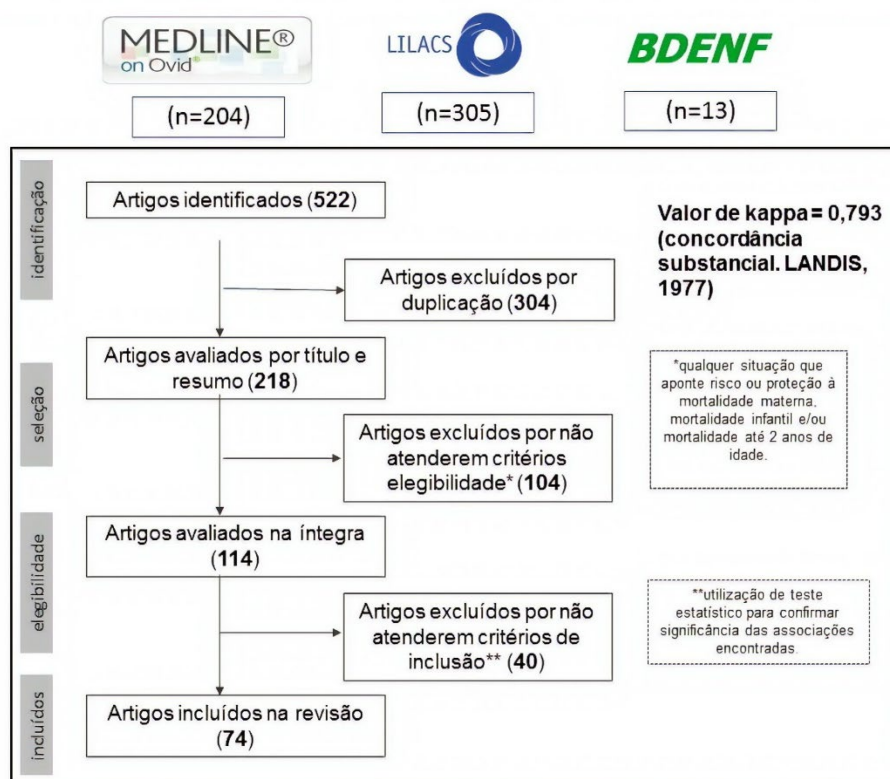 MEDLINE®
on Ovid®
LILACS
BDENF
(n=204)
(n=305)
(n=13)
identificação
Artigos identificados (522)
Valor de kappa = 0,793
(concordância
substancial. LANDIS,
1977)
Artigos excluídos por
duplicação (304)
seleção
Artigos avaliados por título e
resumo (218)
*qualquer situação que
aponte risco ou proteção à
mortalidade materna,
mortalidade infantil e/ou
mortalidade até 2 anos de
idade.
Artigos excluídos por não
atenderem critérios
elegibilidade* (104)
elegibilidade
Artigos avaliados na íntegra
(114)
Artigos excluídos por não
atenderem critérios de
inclusão** (40)
**utilização de teste
estatístico para confirmar
significância das associações
encontradas.
incluídos
Artigos incluídos na revisão
(74)